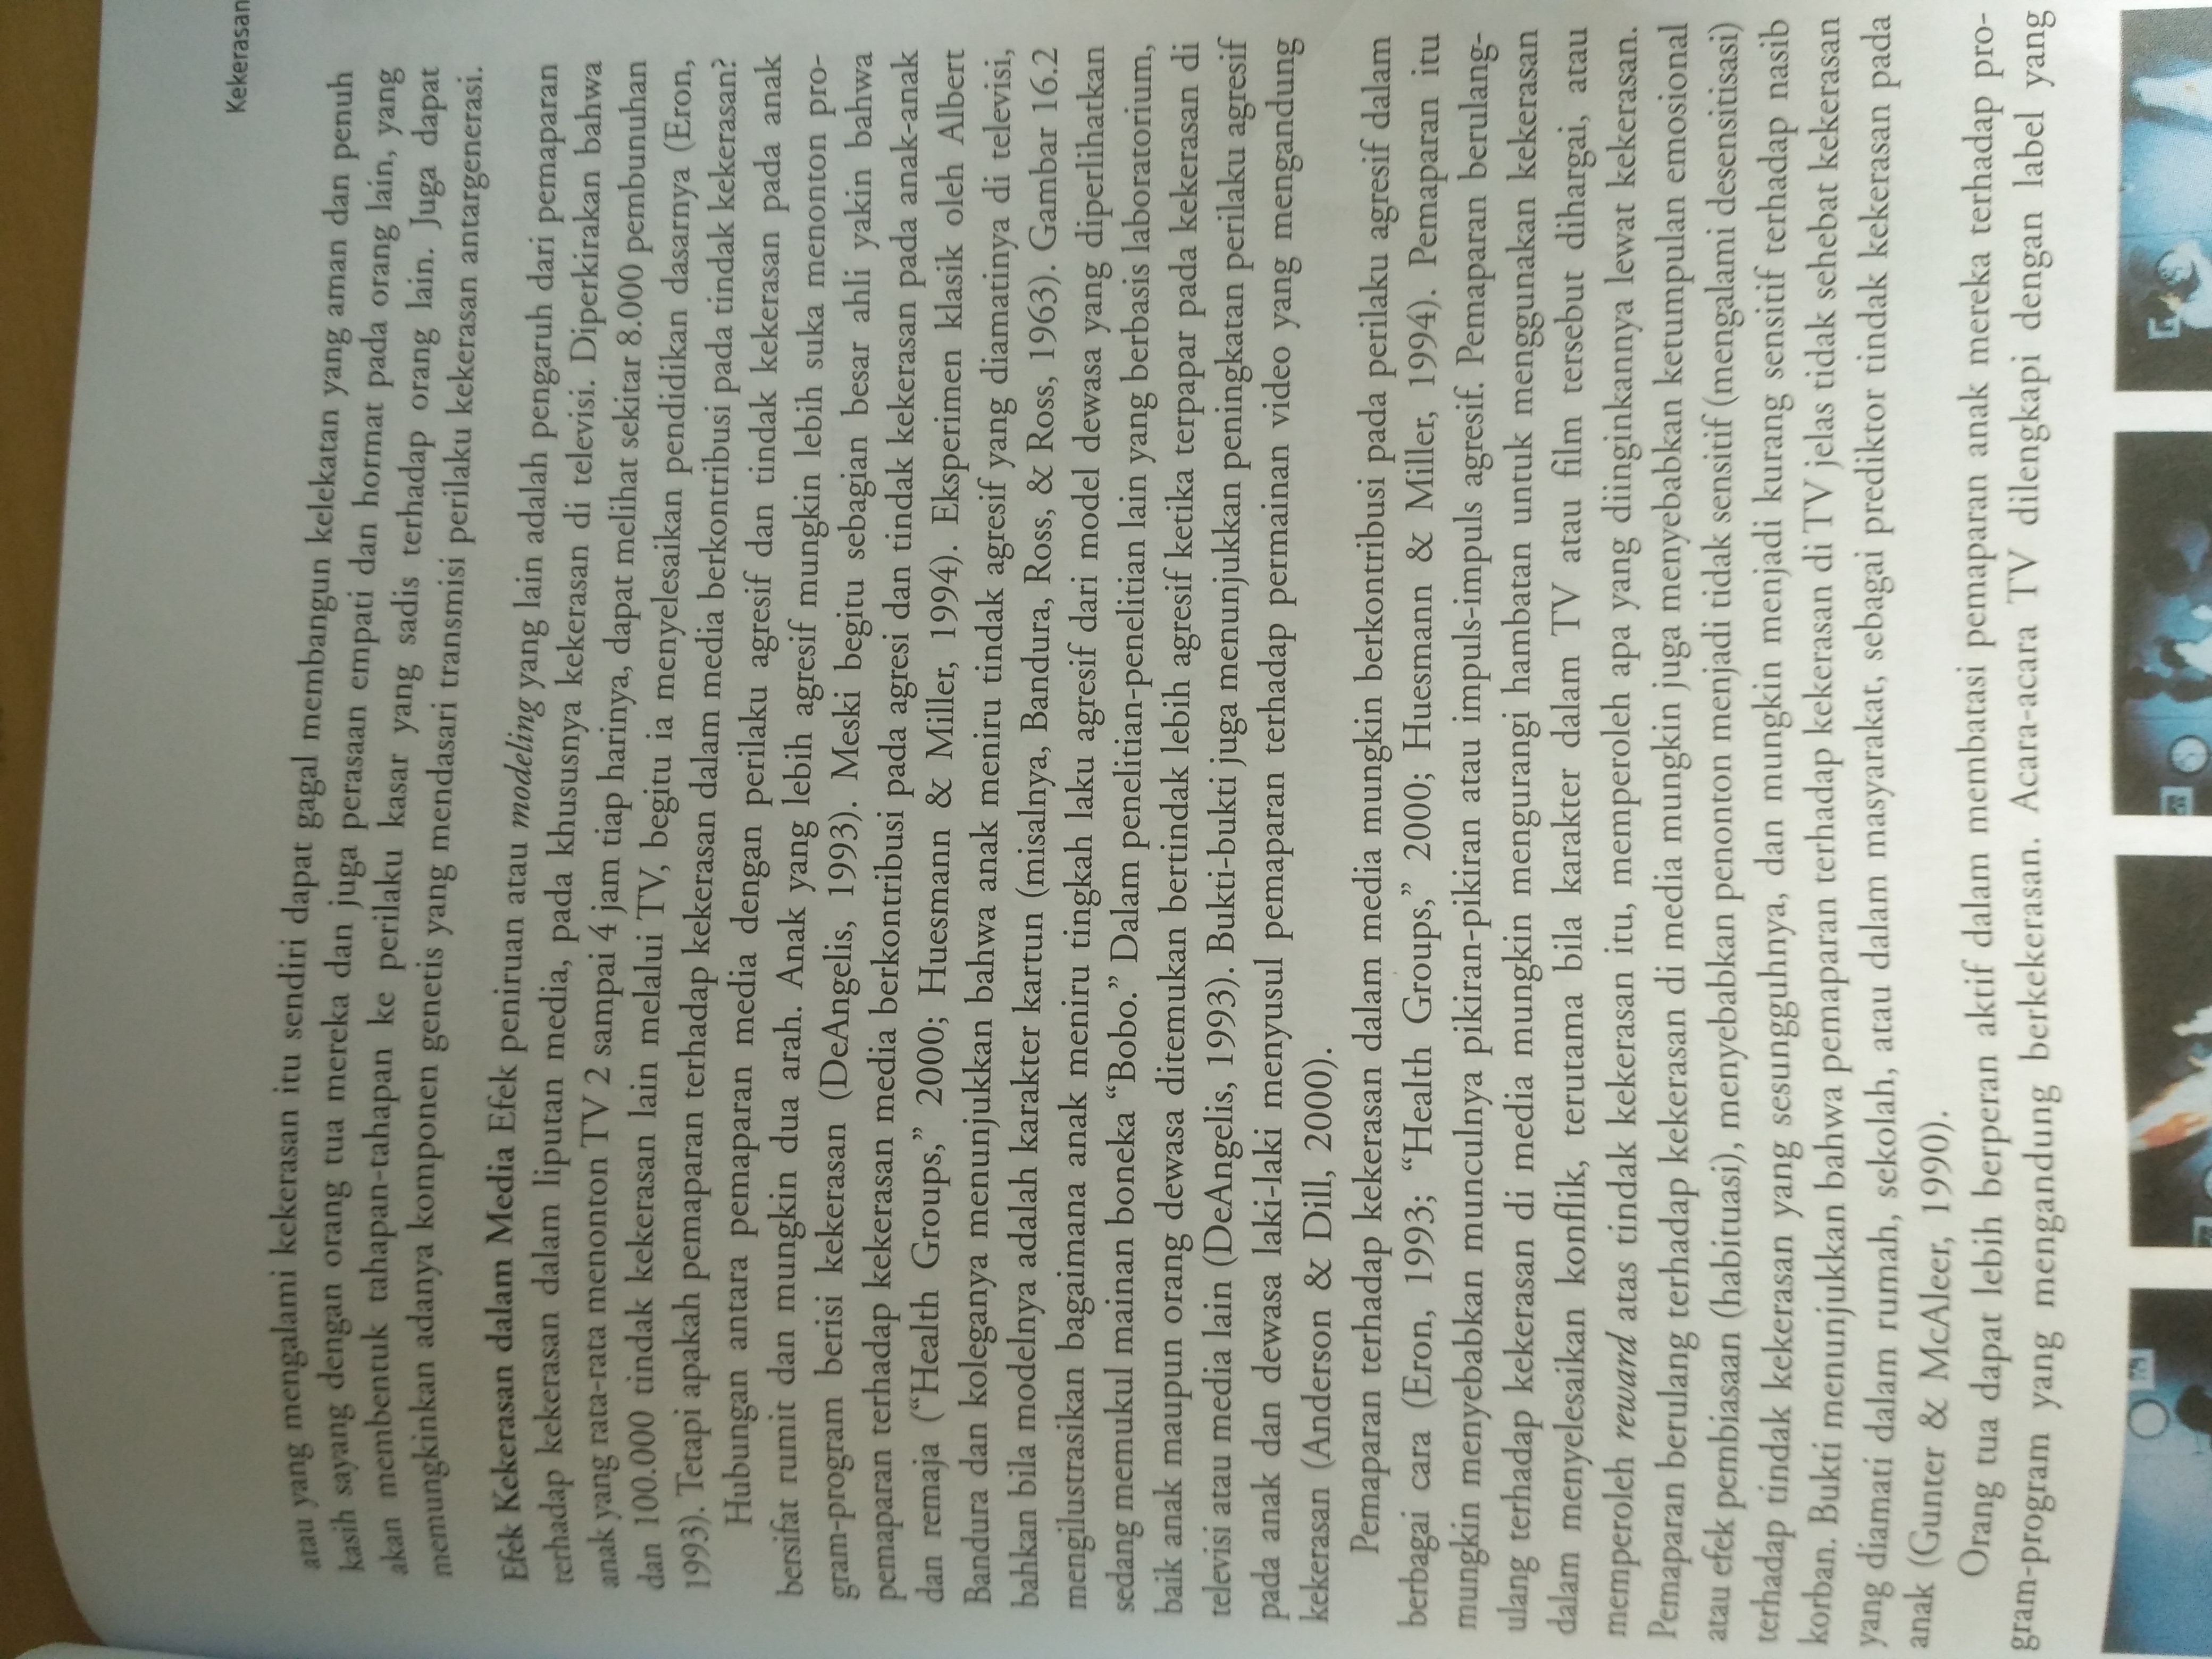 Kekerasan
atau yang mengalami kekerasan itu sendiri dapat gagal membangun kelekatan yang aman dan penuh
kasih sayang dengan orang tua mereka dan juga perasaan empati dan hormat pada orang lain, yang
akan membentuk tahapan-tahapan ke perilaku kasar yang sadis terhadap orang lain. Juga dapat
memungkinkan adanya komponen genetis yang mendasari transmisi perilaku kekerasan antargenerasi.
Efek Kekerasan dalam Media Efek peniruan atau modeling yang lain adalah pengaruh dari pemaparan
terhadap kekerasan dalam liputan media, pada khususnya kekerasan di televisi. Diperkirakan bahwa
anak yang rata-rata menonton TV 2 sampai 4 jam tiap harinya, dapat melihat sekitar 8.000 pembunuhan
dan 100.000 tindak kekerasan lain melalui TV, begitu ia menyelesaikan pendidikan dasarnya (Eron,
1993). Tetapi apakah pemaparan terhadap kekerasan dalam media berkontribusi pada tindak kekerasan?
Hubungan antara pemaparan media dengan perilaku agresif dan tindak kekerasan pada anak
bersifat rumit dan mungkin dua arah. Anak yang lebih agresif mungkin lebih suka menonton pro-
gram-program berisi kekerasan (DeAngelis, 1993). Meski begitu sebagian besar ahli yakin bahwa
pemaparan terhadap kekerasan media berkontribusi pada agresi dan tindak kekerasan pada anak-anak
dan remaja (“Health Groups,” 2000; Huesmann & Miller, 1994). Eksperimen klasik oleh Albert
Bandura dan koleganya menunjukkan bahwa anak meniru tindak agresif yang diamatinya di televisi,
bahkan bila modelnya adalah karakter kartun (misalnya, Bandura, Ross, & Ross, 1963). Gambar 16.2
mengilustrasikan bagaimana anak meniru tingkah laku agresif dari model dewasa yang diperlihatkan
sedang memukul mainan boneka “Bobo.” Dalam penelitian-penelitian lain yang berbasis laboratorium,
baik anak maupun orang dewasa ditemukan bertindak lebih agresif ketika terpapar pada kekerasan di
televisi atau media lain (DeAngelis, 1993). Bukti-bukti juga menunjukkan peningkatan perilaku agresif
pada anak dan dewasa laki-laki menyusul pemaparan terhadap permainan video yang mengandung
kekerasan (Anderson & Dill, 2000).
Pemaparan terhadap kekerasan dalam media mungkin berkontribusi pada perilaku agresif dalam
berbagai cara (Eron, 1993; “Health Groups,” 2000; Huesmann & Miller, 1994). Pemaparan itu
mungkin menyebabkan munculnya pikiran-pikiran atau impuls-impuls agresif. Pemaparan berulang-
ulang terhadap kekerasan di media mungkin mengurangi hambatan untuk menggunakan kekerasan
dalam menyelesaikan konflik, terutama bila karakter dalam TV atau film tersebut dihargai, atau
memperoleh reward atas tindak kekerasan itu, memperoleh apa yang diinginkannya lewat kekerasan.
Pemaparan berulang terhadap kekerasan di media mungkin juga menyebabkan ketumpulan emosional
atau efek pembiasaan (habituasi), menyebabkan penonton menjadi tidak sensitif (mengalami desensitisasi)
terhadap tindak kekerasan yang sesungguhnya, dan mungkin menjadi kurang sensitif terhadap nasib
korban. Bukti menunjukkan bahwa pemaparan terhadap kekerasan di TV jelas tidak sehebat kekerasan
yang diamati dalam rumah, sekolah, atau dalam masyarakat, sebagai prediktor tindak kekerasan pada
anak (Gunter & McAleer, 1990).
Orang tua dapat lebih berperan aktif dalam membatasi pemaparan anak mereka terhadap pro-
gram-program yang mengandung berkekerasan. Acara-acara TV dilengkapi dengan label yang